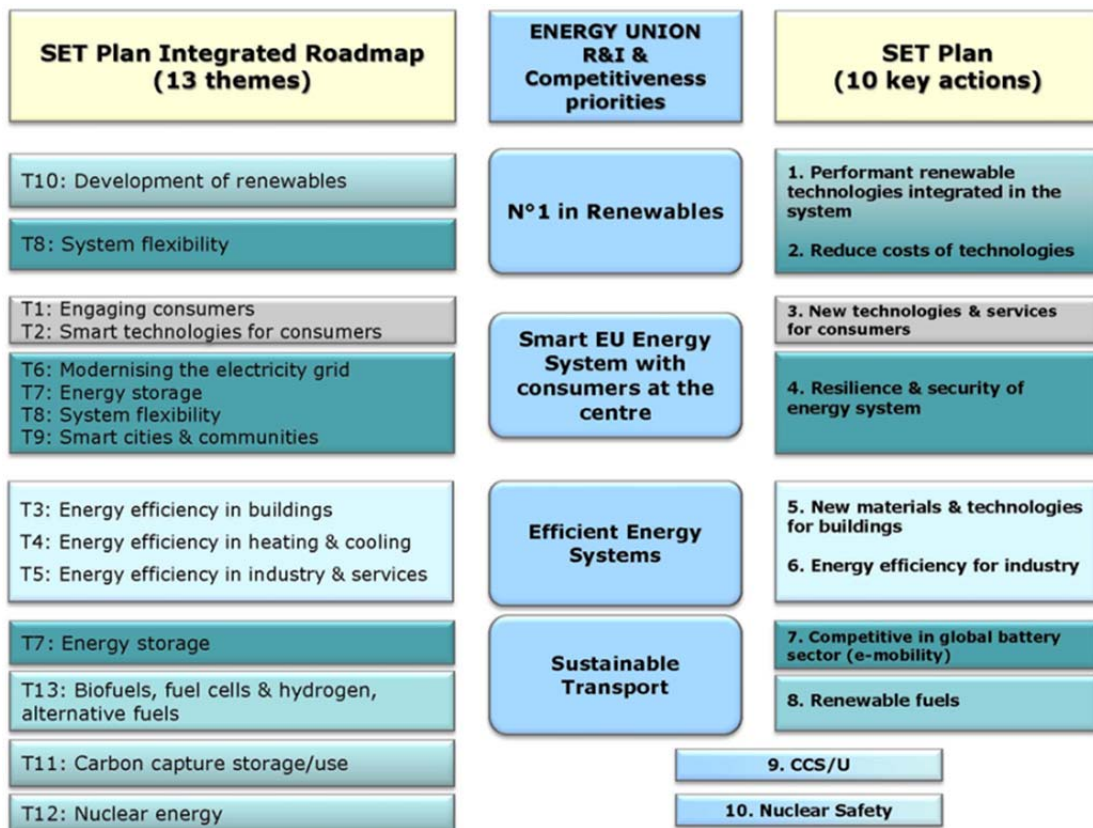 SET Plan Integrated Roadmap
(13 themes)
ENERGY UNION
R&I &
Competitiveness
priorities
SET Plan
(10 key actions)
T10: Development of renewables
T8: System flexibility
N°1 in Renewables
1. Performant renewable
technologies integrated in the
system
2. Reduce costs of technologies
T1: Engaging consumers
T2: Smart technologies for consumers
T6: Modernising the electricity grid
T7: Energy storage
T8: System flexibility
T9: Smart cities & communities
Smart EU Energy
System with
consumers at the
centre
3. New technologies & services
for consumers
4. Resilience & security of
energy system
T3: Energy efficiency in buildings
T4: Energy efficiency in heating & cooling
T5: Energy efficiency in industry & services
Efficient Energy
Systems
5. New materials & technologies
for buildings
6. Energy efficiency for industry
T7: Energy storage
T13: Biofuels, fuel cells & hydrogen,
alternative fuels
Sustainable
Transport
7. Competitive in global battery
sector (e-mobility)
8. Renewable fuels
T11: Carbon capture storage/use
9. CCS/U
T12: Nuclear energy
10. Nuclear Safety